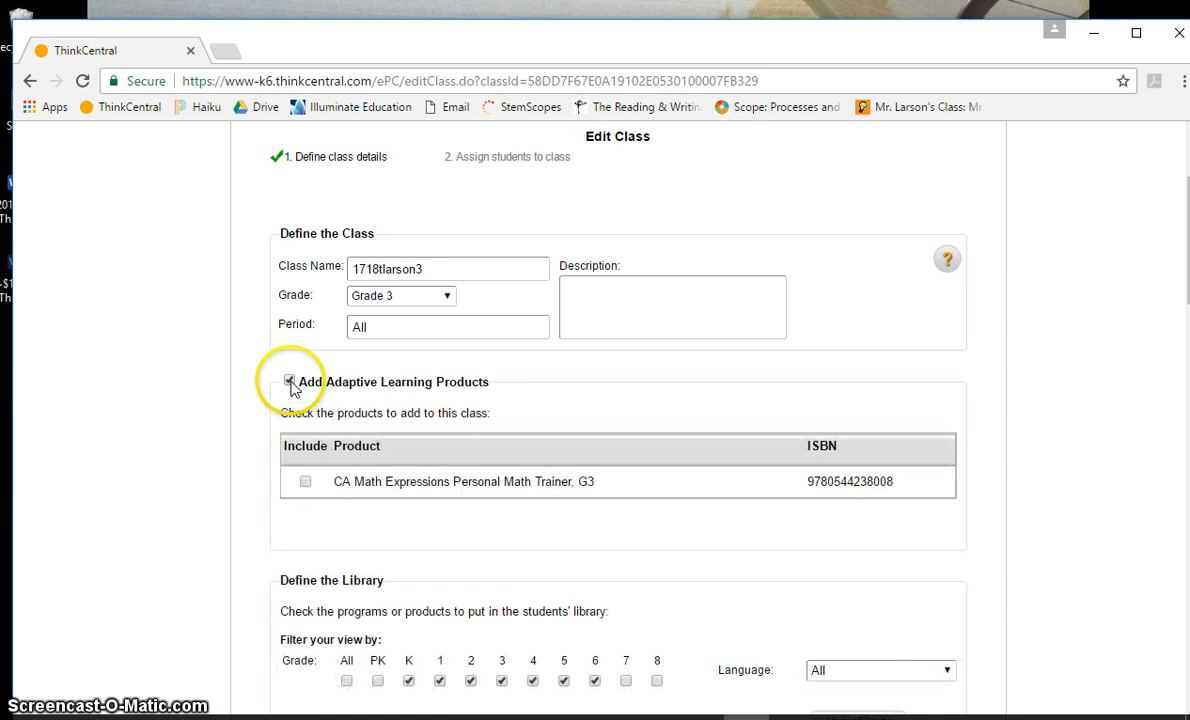 ThinkCentral
Secure https://www-k6.thinkcentral.com/ePC/editClass.do?classId=58DD7F67E0A19102E0530100007FB329
Apps ThinkCentral Haiku Drive Illuminate Education Email StemScopes The Reading & Writin Scope: Processes and Mr. Larson's Class: Mr
Edit Class
1. Define class details 2. Assign students to class
Define the Class
Class Name: 1718tlarson3 Description:
Grade: Grade 3
Period: All
?
Add Adaptive Learning Products
Check the products to add to this class:
Include Product ISBN
CA Math Expressions Personal Math Trainer, G3 9780544238008
Define the Library
Check the programs or products to put in the students' library:
Filter your view by:
Grade: All PK K 1 2 3 4 5 6 7 8 Language: All
Screencast-O-Matic.com